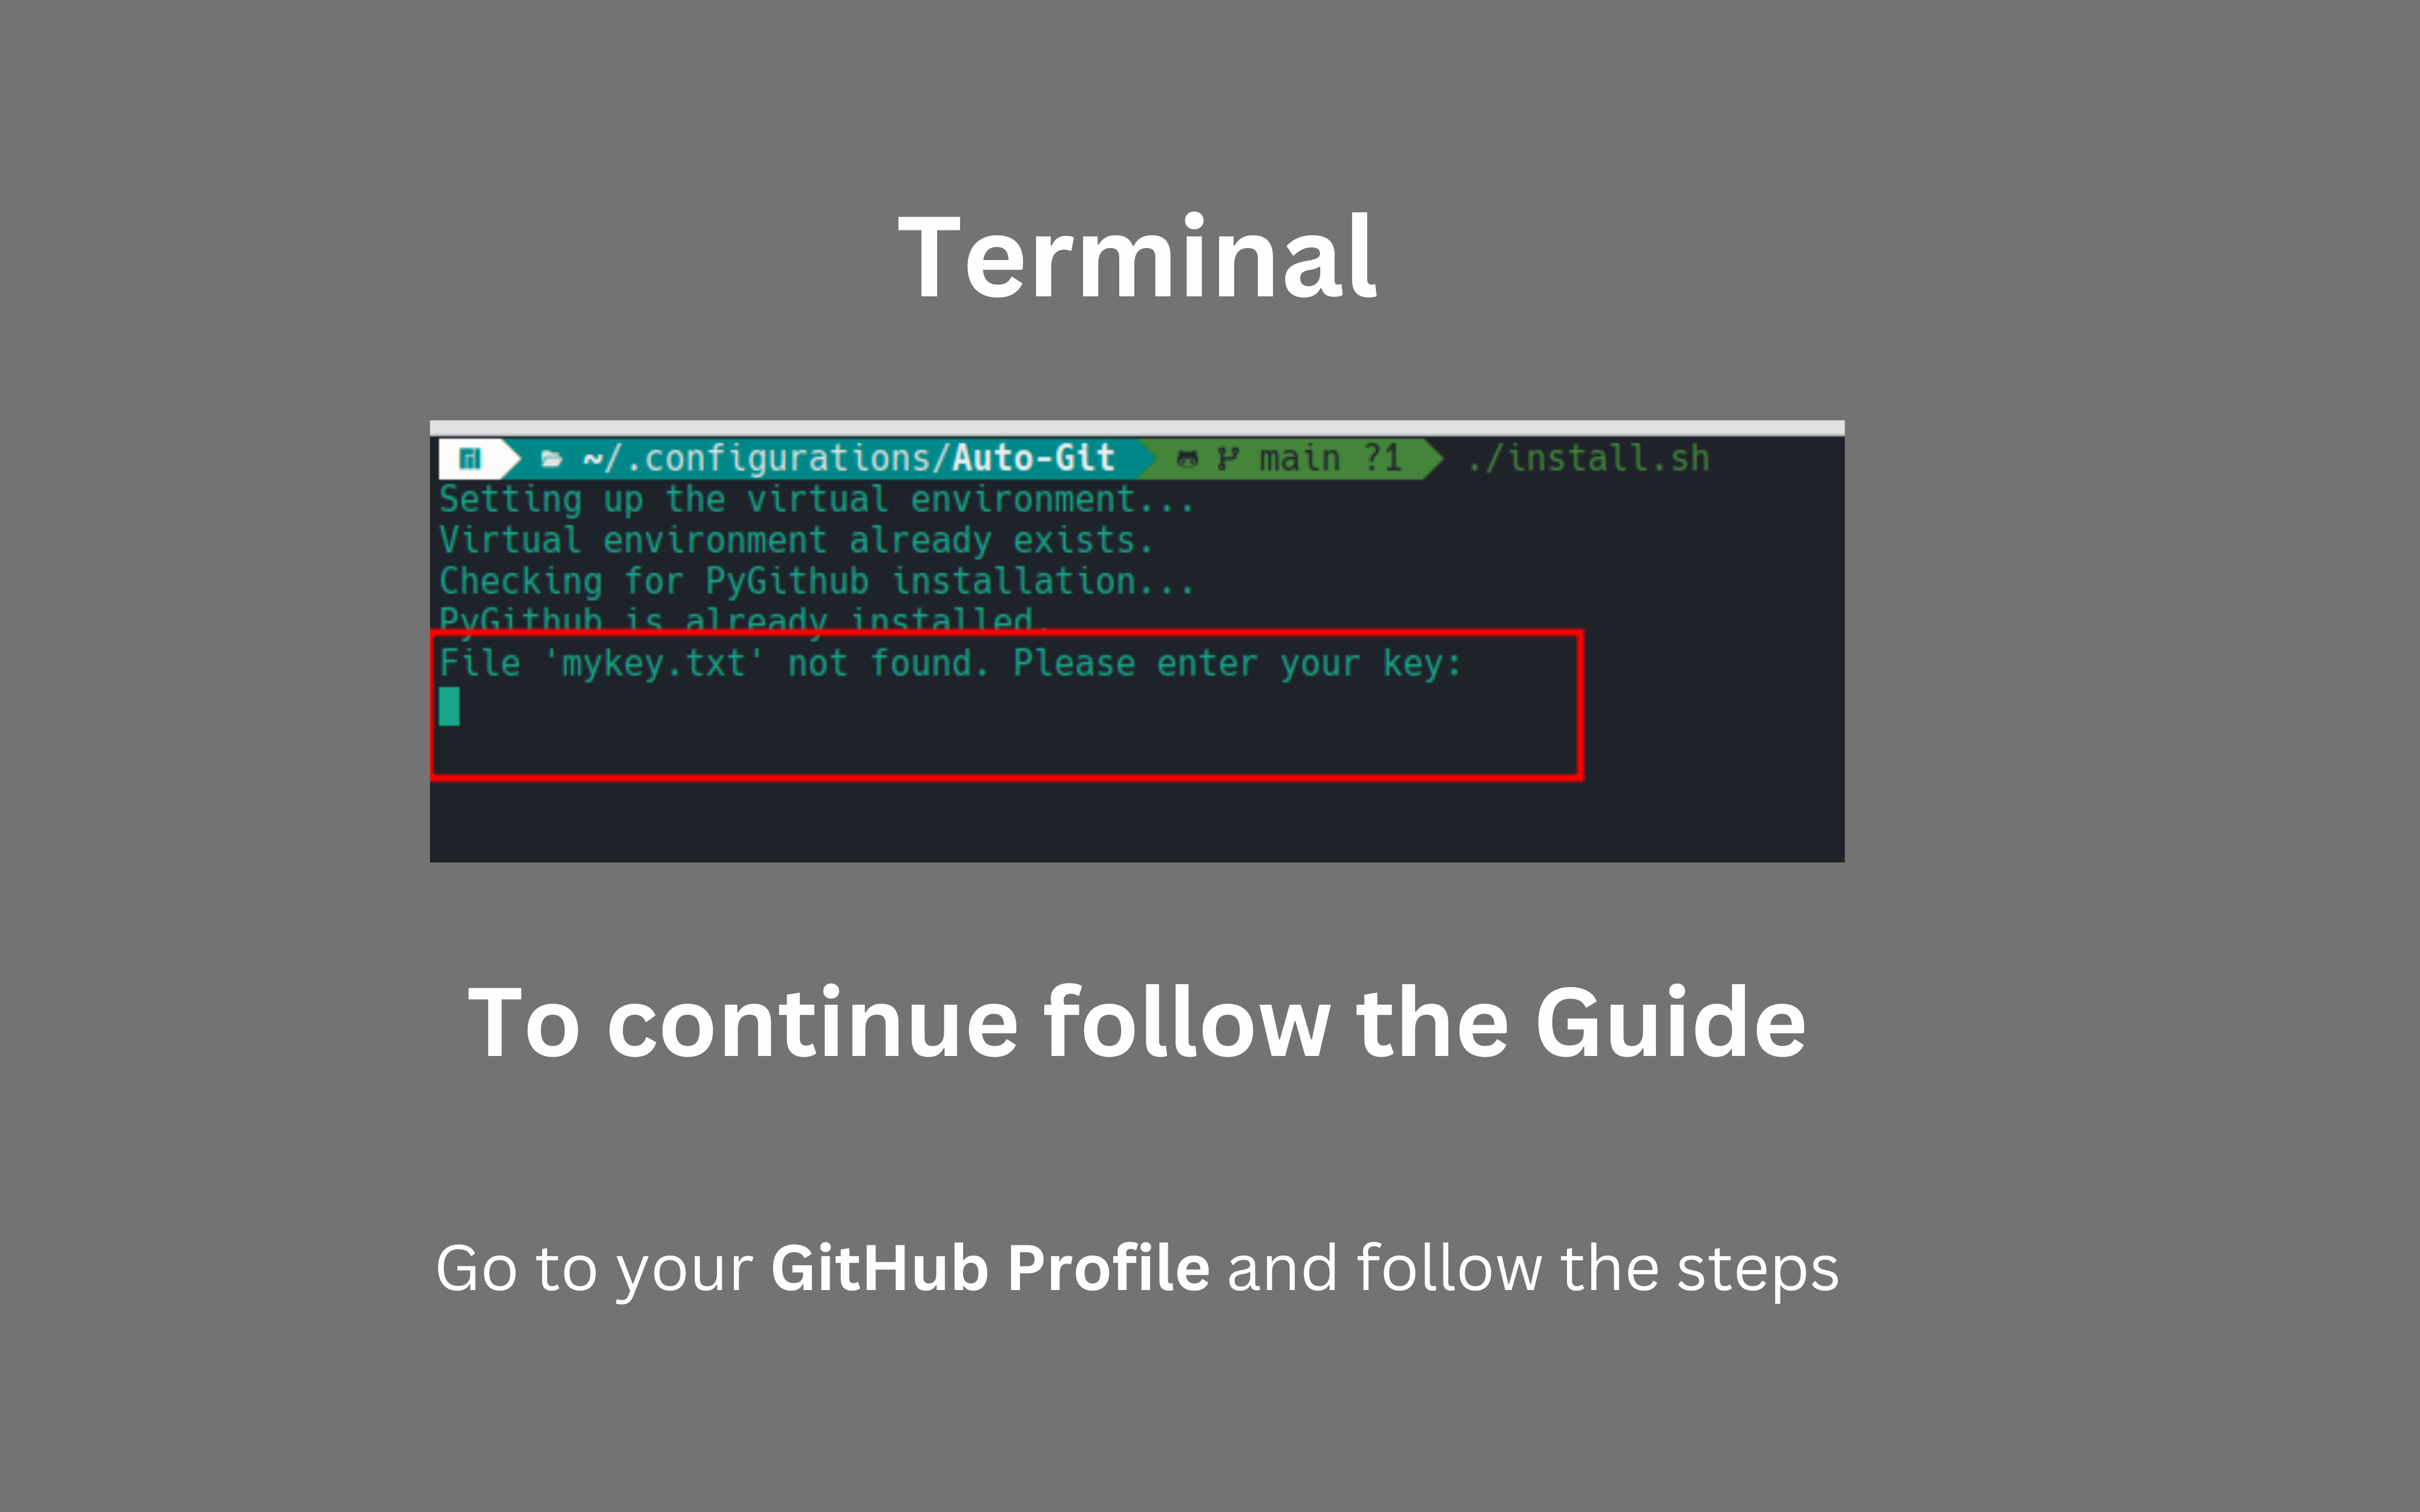 Terminal
~/.configurations/Auto-Git main ?1 ./install.sh
Setting up the virtual environment...
Virtual environment already exists.
Checking for PyGithub installation...
PyGithub is already installed.
File 'mykey.txt' not found. Please enter your key:
To continue follow the Guide
Go to your GitHub Profile and follow the steps